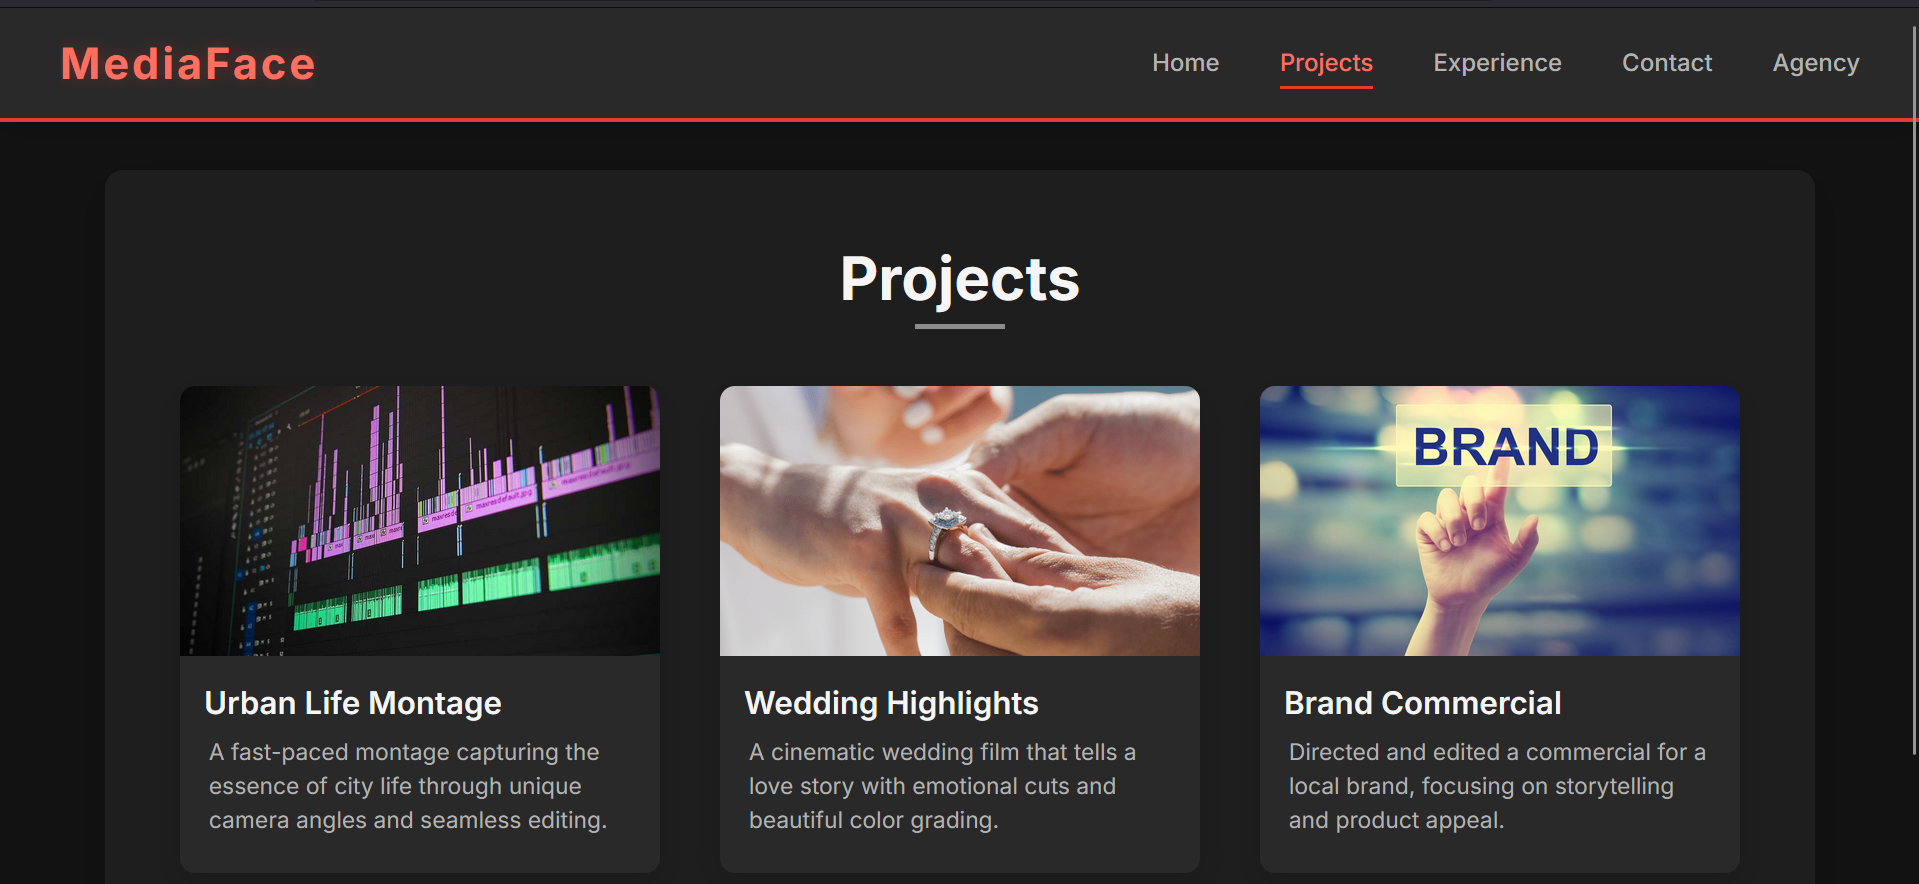 MediaFace
Home Projects Experience Contact Agency
Projects
BRAND
Urban Life Montage
A fast-paced montage capturing the
essence of city life through unique
camera angles and seamless editing.
Wedding Highlights
A cinematic wedding film that tells a
love story with emotional cuts and
beautiful color grading.
Brand Commercial
Directed and edited a commercial for a
local brand, focusing on storytelling
and product appeal.